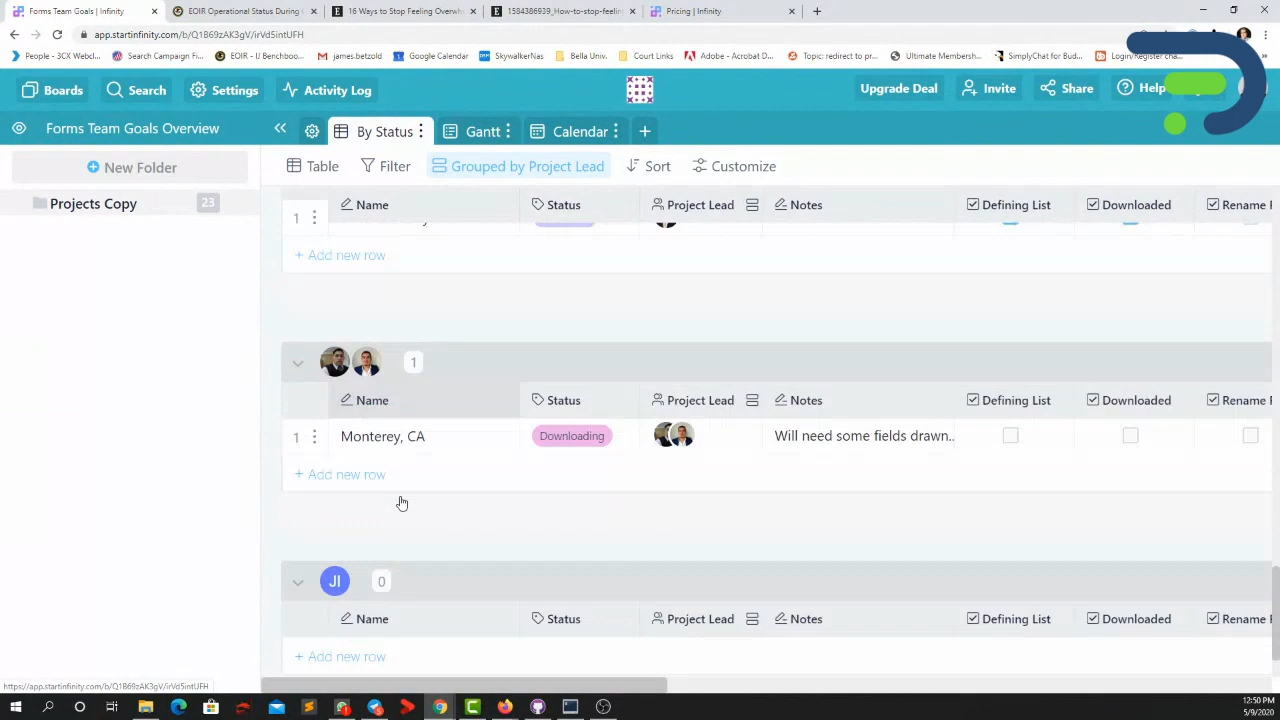 Forms Team Goals | Infinity
EOIR Operational Status During
16 Ways to Stop Feeling Overwh
1584386939_How-to-stop-feeling
Pricing | Infinity
app.startinfinity.com/b/Q1B69zAK3gV/irVd5intUFH
People - 3CX Webcl...
Search Campaign Fi...
EOIR - IJ Benchboo...
james.betzold
Google Calendar
SkywalkerNas
Bella Univ.
Court Links
Adobe - Acrobat D...
Topic: redirect to pr...
Ultimate Membersh...
SimplyChat for Bud...
Login/Register cha...
Boards
Search
Settings
Activity Log
Upgrade Deal
Invite
Share
Help
Forms Team Goals Overview
By Status
Gantt
Calendar
New Folder
Table
Filter
Grouped by Project Lead
Sort
Customize
Projects Copy
23
Name
Status
Project Lead
Notes
Defining List
Downloaded
Rename F
1
+ Add new row
1
Name
Status
Project Lead
Notes
Defining List
Downloaded
Rename F
1
Monterey, CA
Downloading
Will need some fields drawn..
+ Add new row
JI
0
Name
Status
Project Lead
Notes
Defining List
Downloaded
Rename F
+ Add new row
https://app.startinfinity.com/b/Q1B69zAK3gV/irVd5intUFH
12:50 PM
5/9/2020